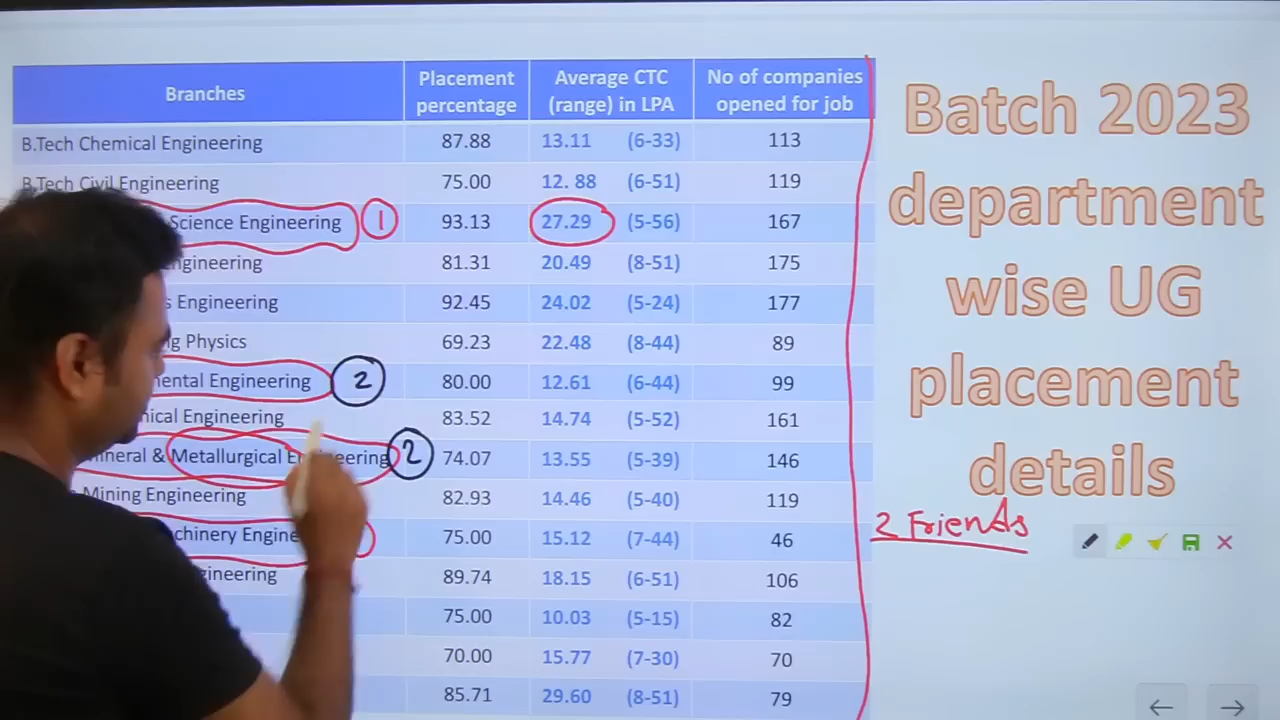 Branches Placement percentage Average CTC (range) in LPA No of companies opened for job
B.Tech Chemical Engineering 87.88 13.11 (6-33) 113
B.Tech Civil Engineering 75.00 12. 88 (6-51) 119
Science Engineering 1 93.13 27.29 (5-56) 167
81.31 20.49 (8-51) 175
Engineering 92.45 24.02 (5-24) 177
Physics 69.23 22.48 (8-44) 89
Engineering 2 80.00 12.61 (6-44) 99
Engineering 83.52 14.74 (5-52) 161
& Metallurgical Engineering 2 74.07 13.55 (5-39) 146
Mining Engineering 82.93 14.46 (5-40) 119
75.00 15.12 (7-44) 46
89.74 18.15 (6-51) 106
75.00 10.03 (5-15) 82
70.00 15.77 (7-30) 70
85.71 29.60 (8-51) 79
Batch 2023
department
wise UG
placement
details
2 Friends